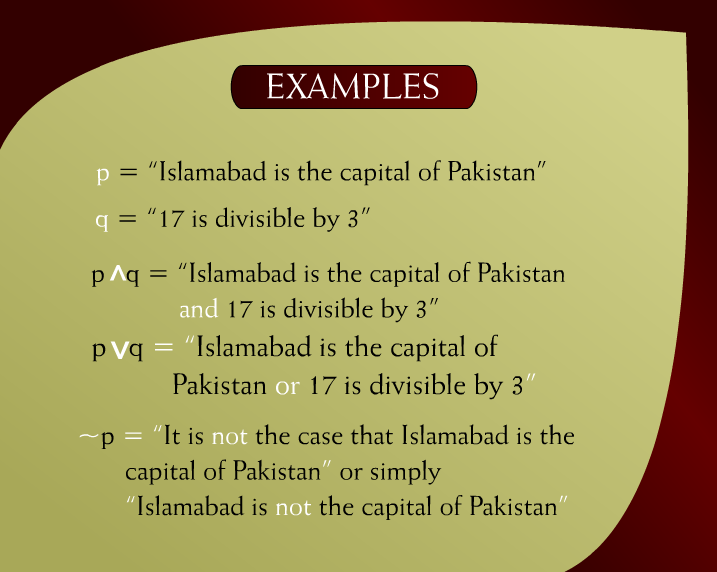 EXAMPLES
p = “Islamabad is the capital of Pakistan”
q = “17 is divisible by 3”
p ∧ q = “Islamabad is the capital of Pakistan
and 17 is divisible by 3”
p ∨ q = “Islamabad is the capital of
Pakistan or 17 is divisible by 3”
~p = “It is not the case that Islamabad is the
capital of Pakistan” or simply
“Islamabad is not the capital of Pakistan”